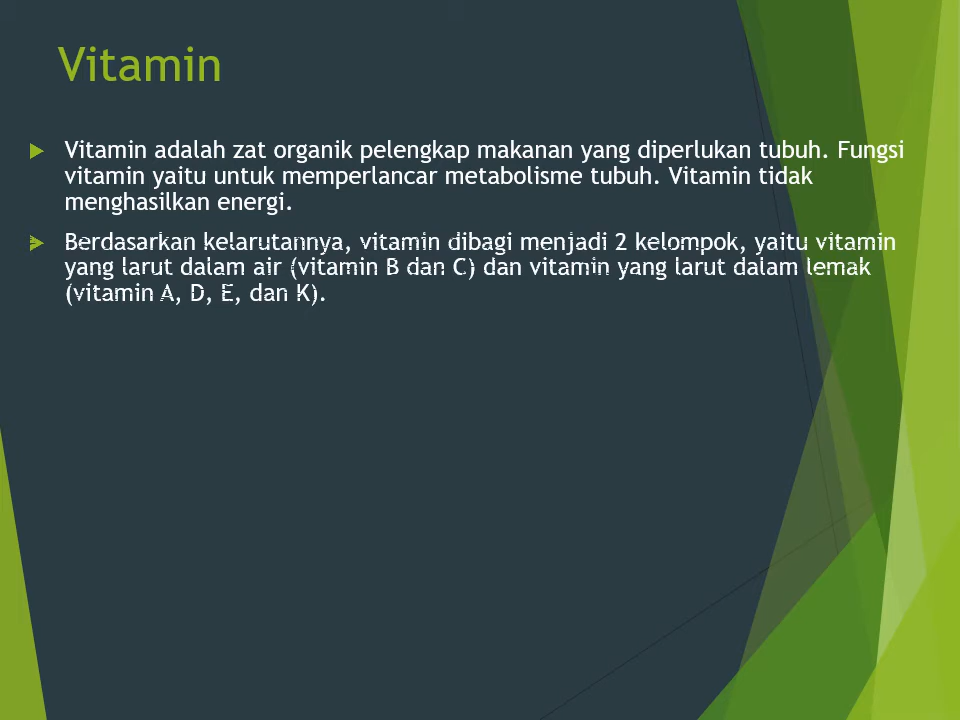 Vitamin
Vitamin adalah zat organik pelengkap makanan yang diperlukan tubuh. Fungsi
vitamin yaitu untuk memperlancar metabolisme tubuh. Vitamin tidak
menghasilkan energi.
Berdasarkan kelarutannya, vitamin dibagi menjadi 2 kelompok, yaitu vitamin
yang larut dalam air (vitamin B dan C) dan vitamin yang larut dalam lemak
(vitamin A, D, E, dan K).